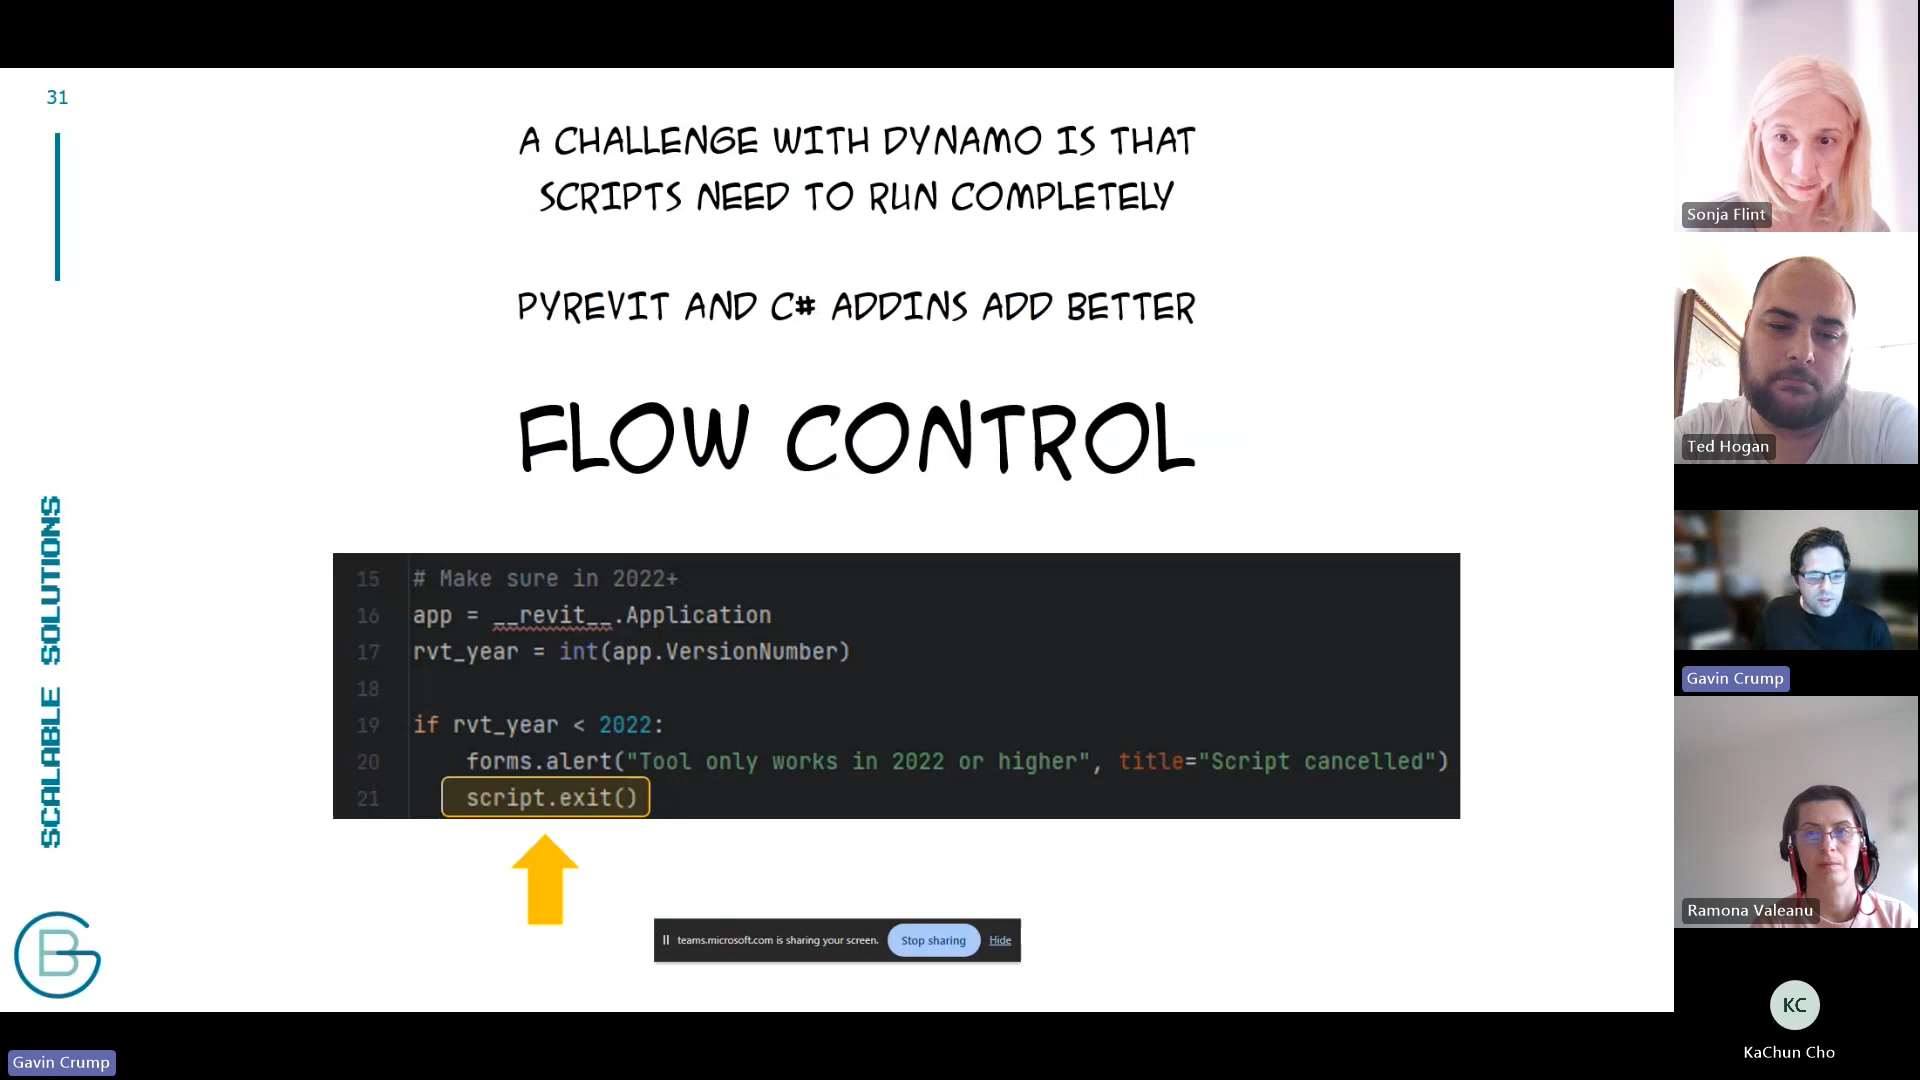 31
A CHALLENGE WITH DYNAMO IS THAT
SCRIPTS NEED TO RUN COMPLETELY
PYREVIT AND C# ADDINS ADD BETTER
FLOW CONTROL
SCALABLE SOLUTIONS
15 # Make sure in 2022+
16 app = __revit__.Application
17 rvt_year = int(app.VersionNumber)
18
19 if rvt_year < 2022:
20 forms.alert("Tool only works in 2022 or higher", title="Script cancelled")
21 script.exit()
teams.microsoft.com is sharing your screen. Stop sharing Hide
GB
Gavin Crump
Sonja Flint
Ted Hogan
Gavin Crump
Ramona Valeanu
KC
KaChun Cho